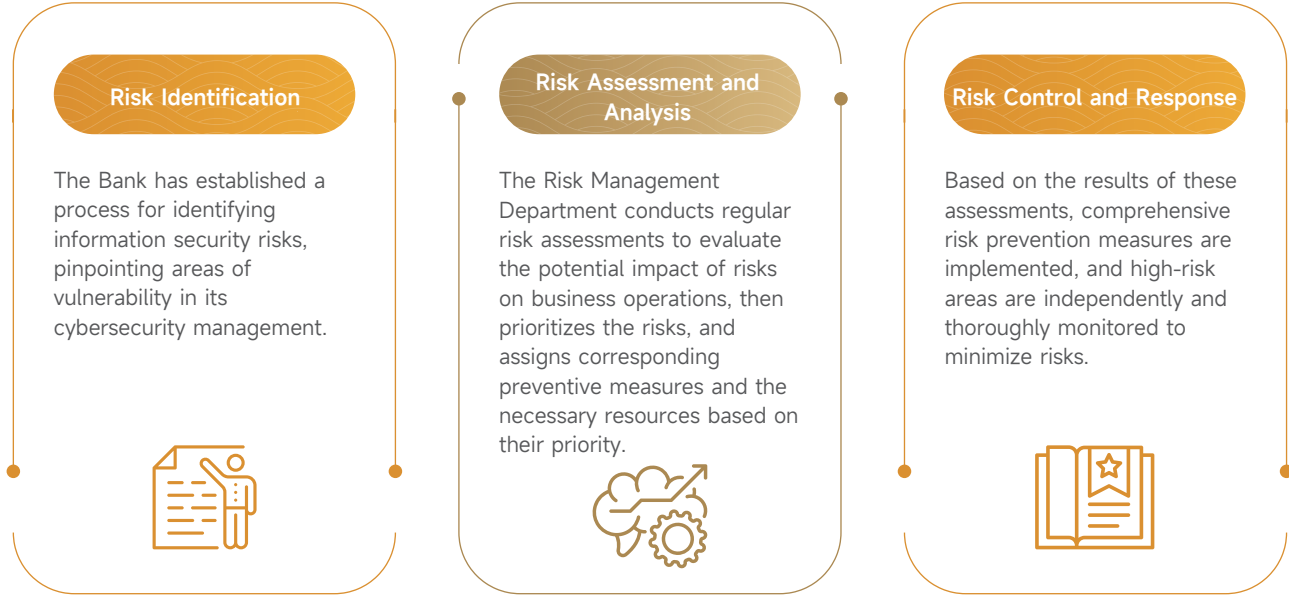 Risk Identification
The Bank has established a
process for identifying
information security risks,
pinpointing areas of
vulnerability in its
cybersecurity management.
Risk Assessment and
Analysis
The Risk Management
Department conducts regular
risk assessments to evaluate
the potential impact of risks
on business operations, then
prioritizes the risks, and
assigns corresponding
preventive measures and the
necessary resources based on
their priority.
Risk Control and Response
Based on the results of these
assessments, comprehensive
risk prevention measures are
implemented, and high-risk
areas are independently and
thoroughly monitored to
minimize risks.